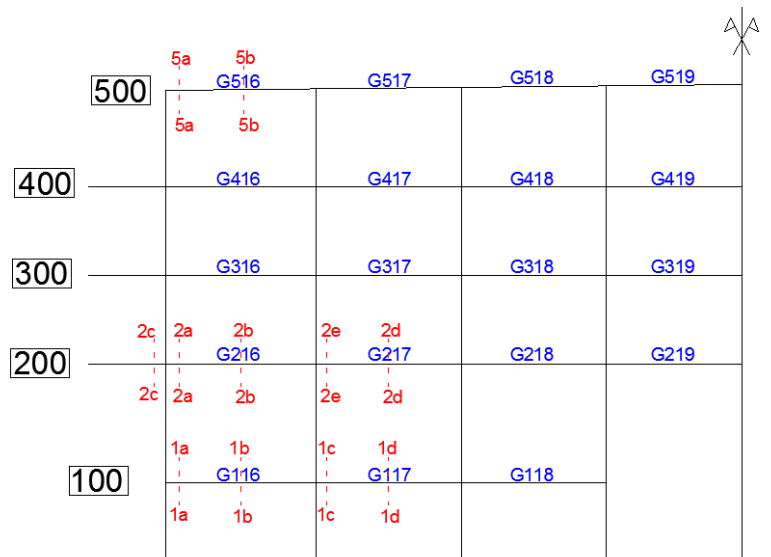 5a 5b
G516 G517 G518 G519
500
5a 5b
400 G416 G417 G418 G419
300 G316 G317 G318 G319
2c 2a 2b 2e 2d
200 G216 G217 G218 G219
2c 2a 2b 2e 2d
1a 1b 1c 1d
100 G116 G117 G118
1a 1b 1c 1d